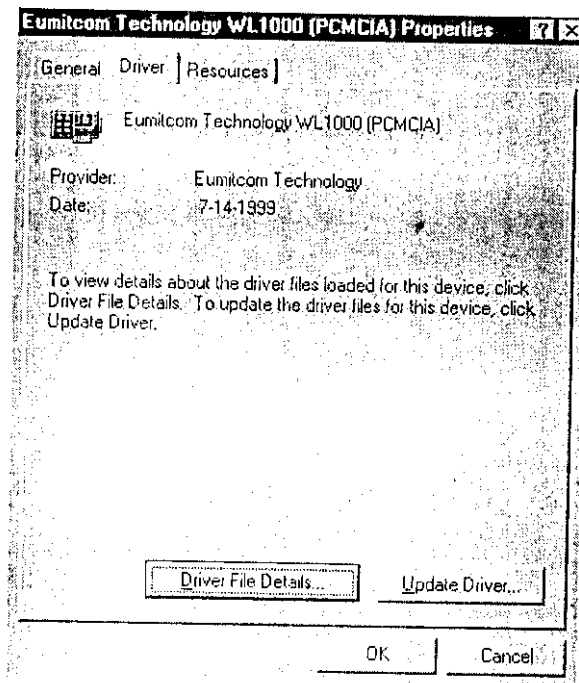 Eumitcom Technology WL1000 (PCMCIA) Properties
General Driver Resources
Eumitcom Technology WL1000 (PCMCIA)
Provider: Eumitcom Technology
Date: 7-14-1999
To view details about the driver files loaded for this device, click
Driver File Details. To update the driver files for this device, click
Update Driver.
Driver File Details... Update Driver...
OK Cancel